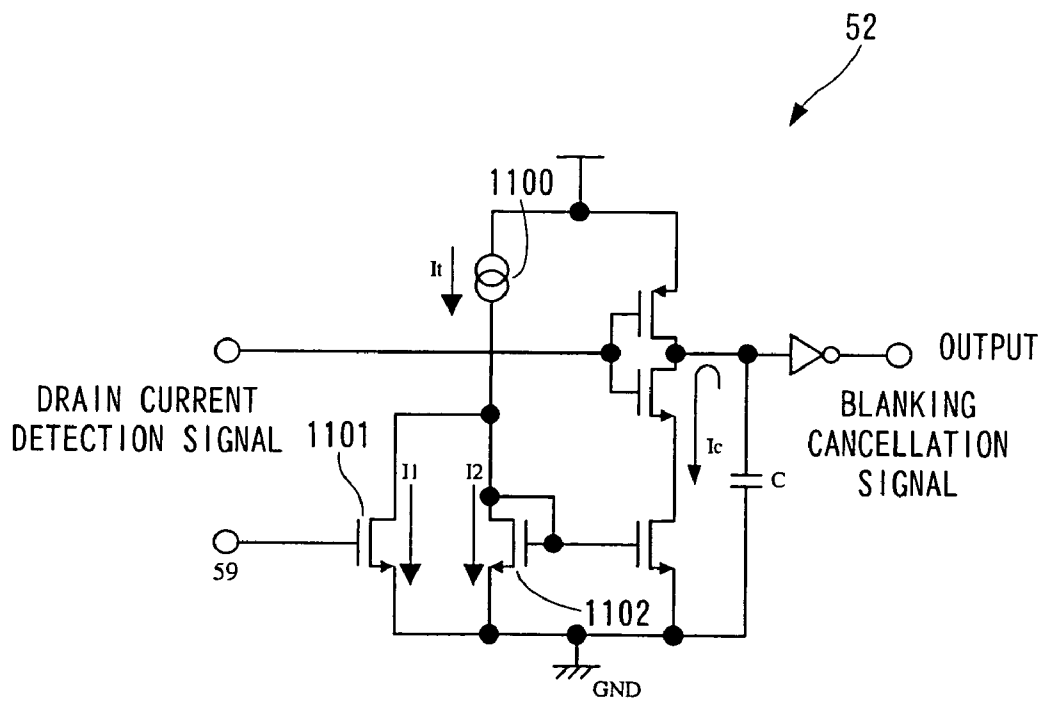 52
1100
It
OUTPUT
DRAIN CURRENT
DETECTION SIGNAL
BLANKING
CANCELLATION
SIGNAL
1101
I1
I2
Ic
C
59
1102
GND